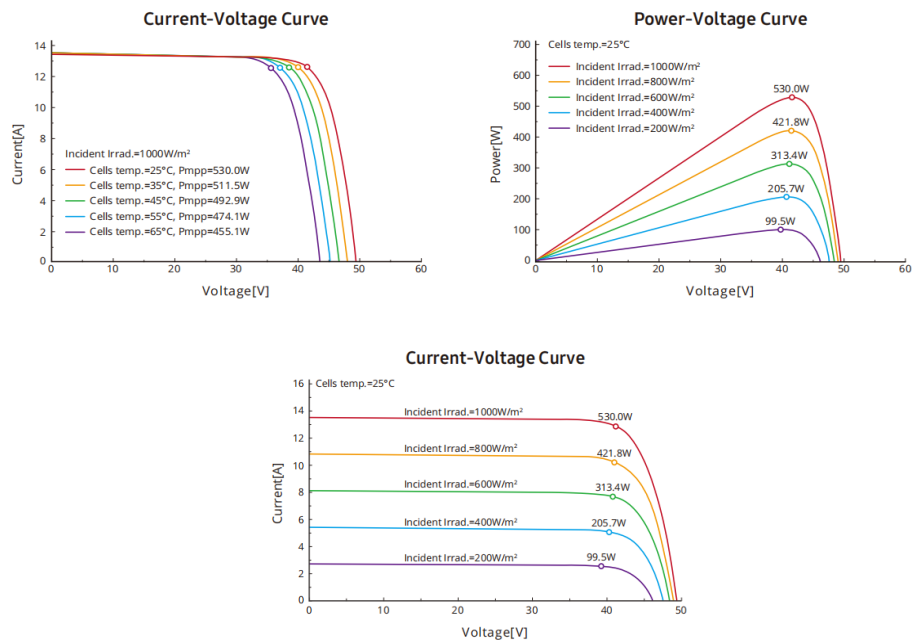 Current-Voltage Curve
14
12
10
8
6
4
2
0
Current[A]
Incident Irrad.=1000W/m²
Cells temp.=25°C, Pmpp=530.0W
Cells temp.=35°C, Pmpp=511.5W
Cells temp.=45°C, Pmpp=492.9W
Cells temp.=55°C, Pmpp=474.1W
Cells temp.=65°C, Pmpp=455.1W
0 10 20 30 40 50 60
Voltage[V]
Power-Voltage Curve
700
600
500
400
300
200
100
0
Power[W]
Cells temp.=25°C
Incident Irrad.=1000W/m²
Incident Irrad.=800W/m²
Incident Irrad.=600W/m²
Incident Irrad.=400W/m²
Incident Irrad.=200W/m²
530.0W
421.8W
313.4W
205.7W
99.5W
0 10 20 30 40 50 60
Voltage[V]
Current-Voltage Curve
16
14
12
10
8
6
4
2
0
Current[A]
Cells temp.=25°C
Incident Irrad.=1000W/m²
530.0W
Incident Irrad.=800W/m²
421.8W
Incident Irrad.=600W/m²
313.4W
Incident Irrad.=400W/m²
205.7W
Incident Irrad.=200W/m²
99.5W
0 10 20 30 40 50
Voltage[V]